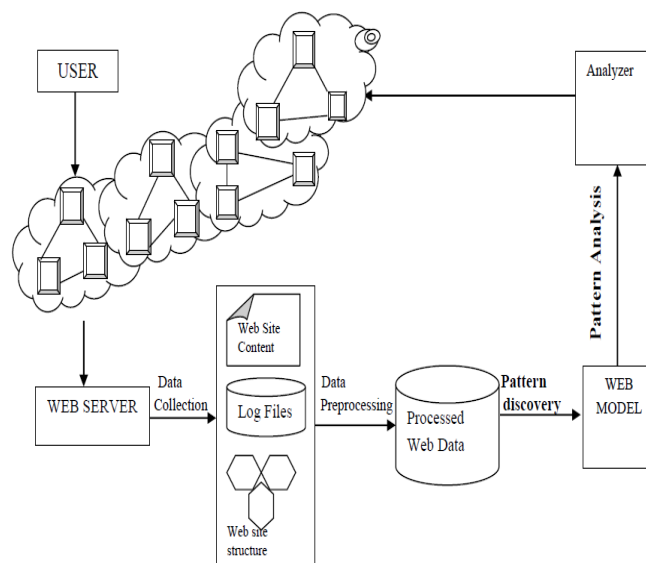 USER
Analyzer
Pattern Analysis
Web Site
Content
WEB SERVER
Data
Collection
Log Files
Data
Preprocessing
Processed
Web Data
Pattern
discovery
WEB
MODEL
Web site
structure